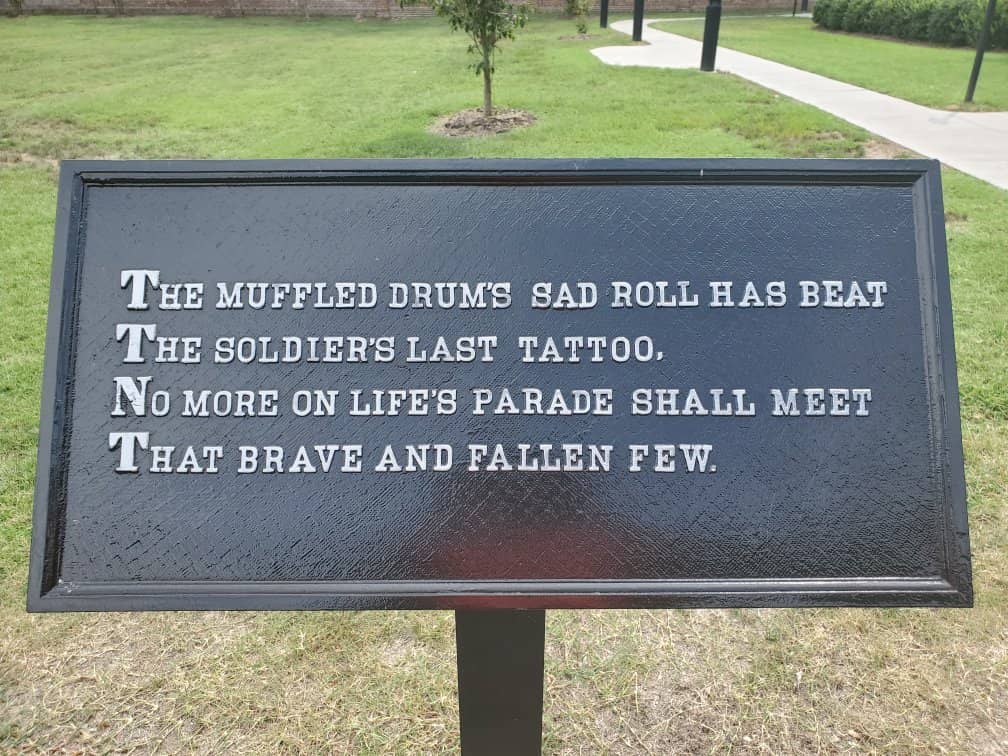 THE MUFFLED DRUM'S SAD ROLL HAS BEAT
THE SOLDIER'S LAST TATTOO,
NO MORE ON LIFE'S PARADE SHALL MEET
THAT BRAVE AND FALLEN FEW.